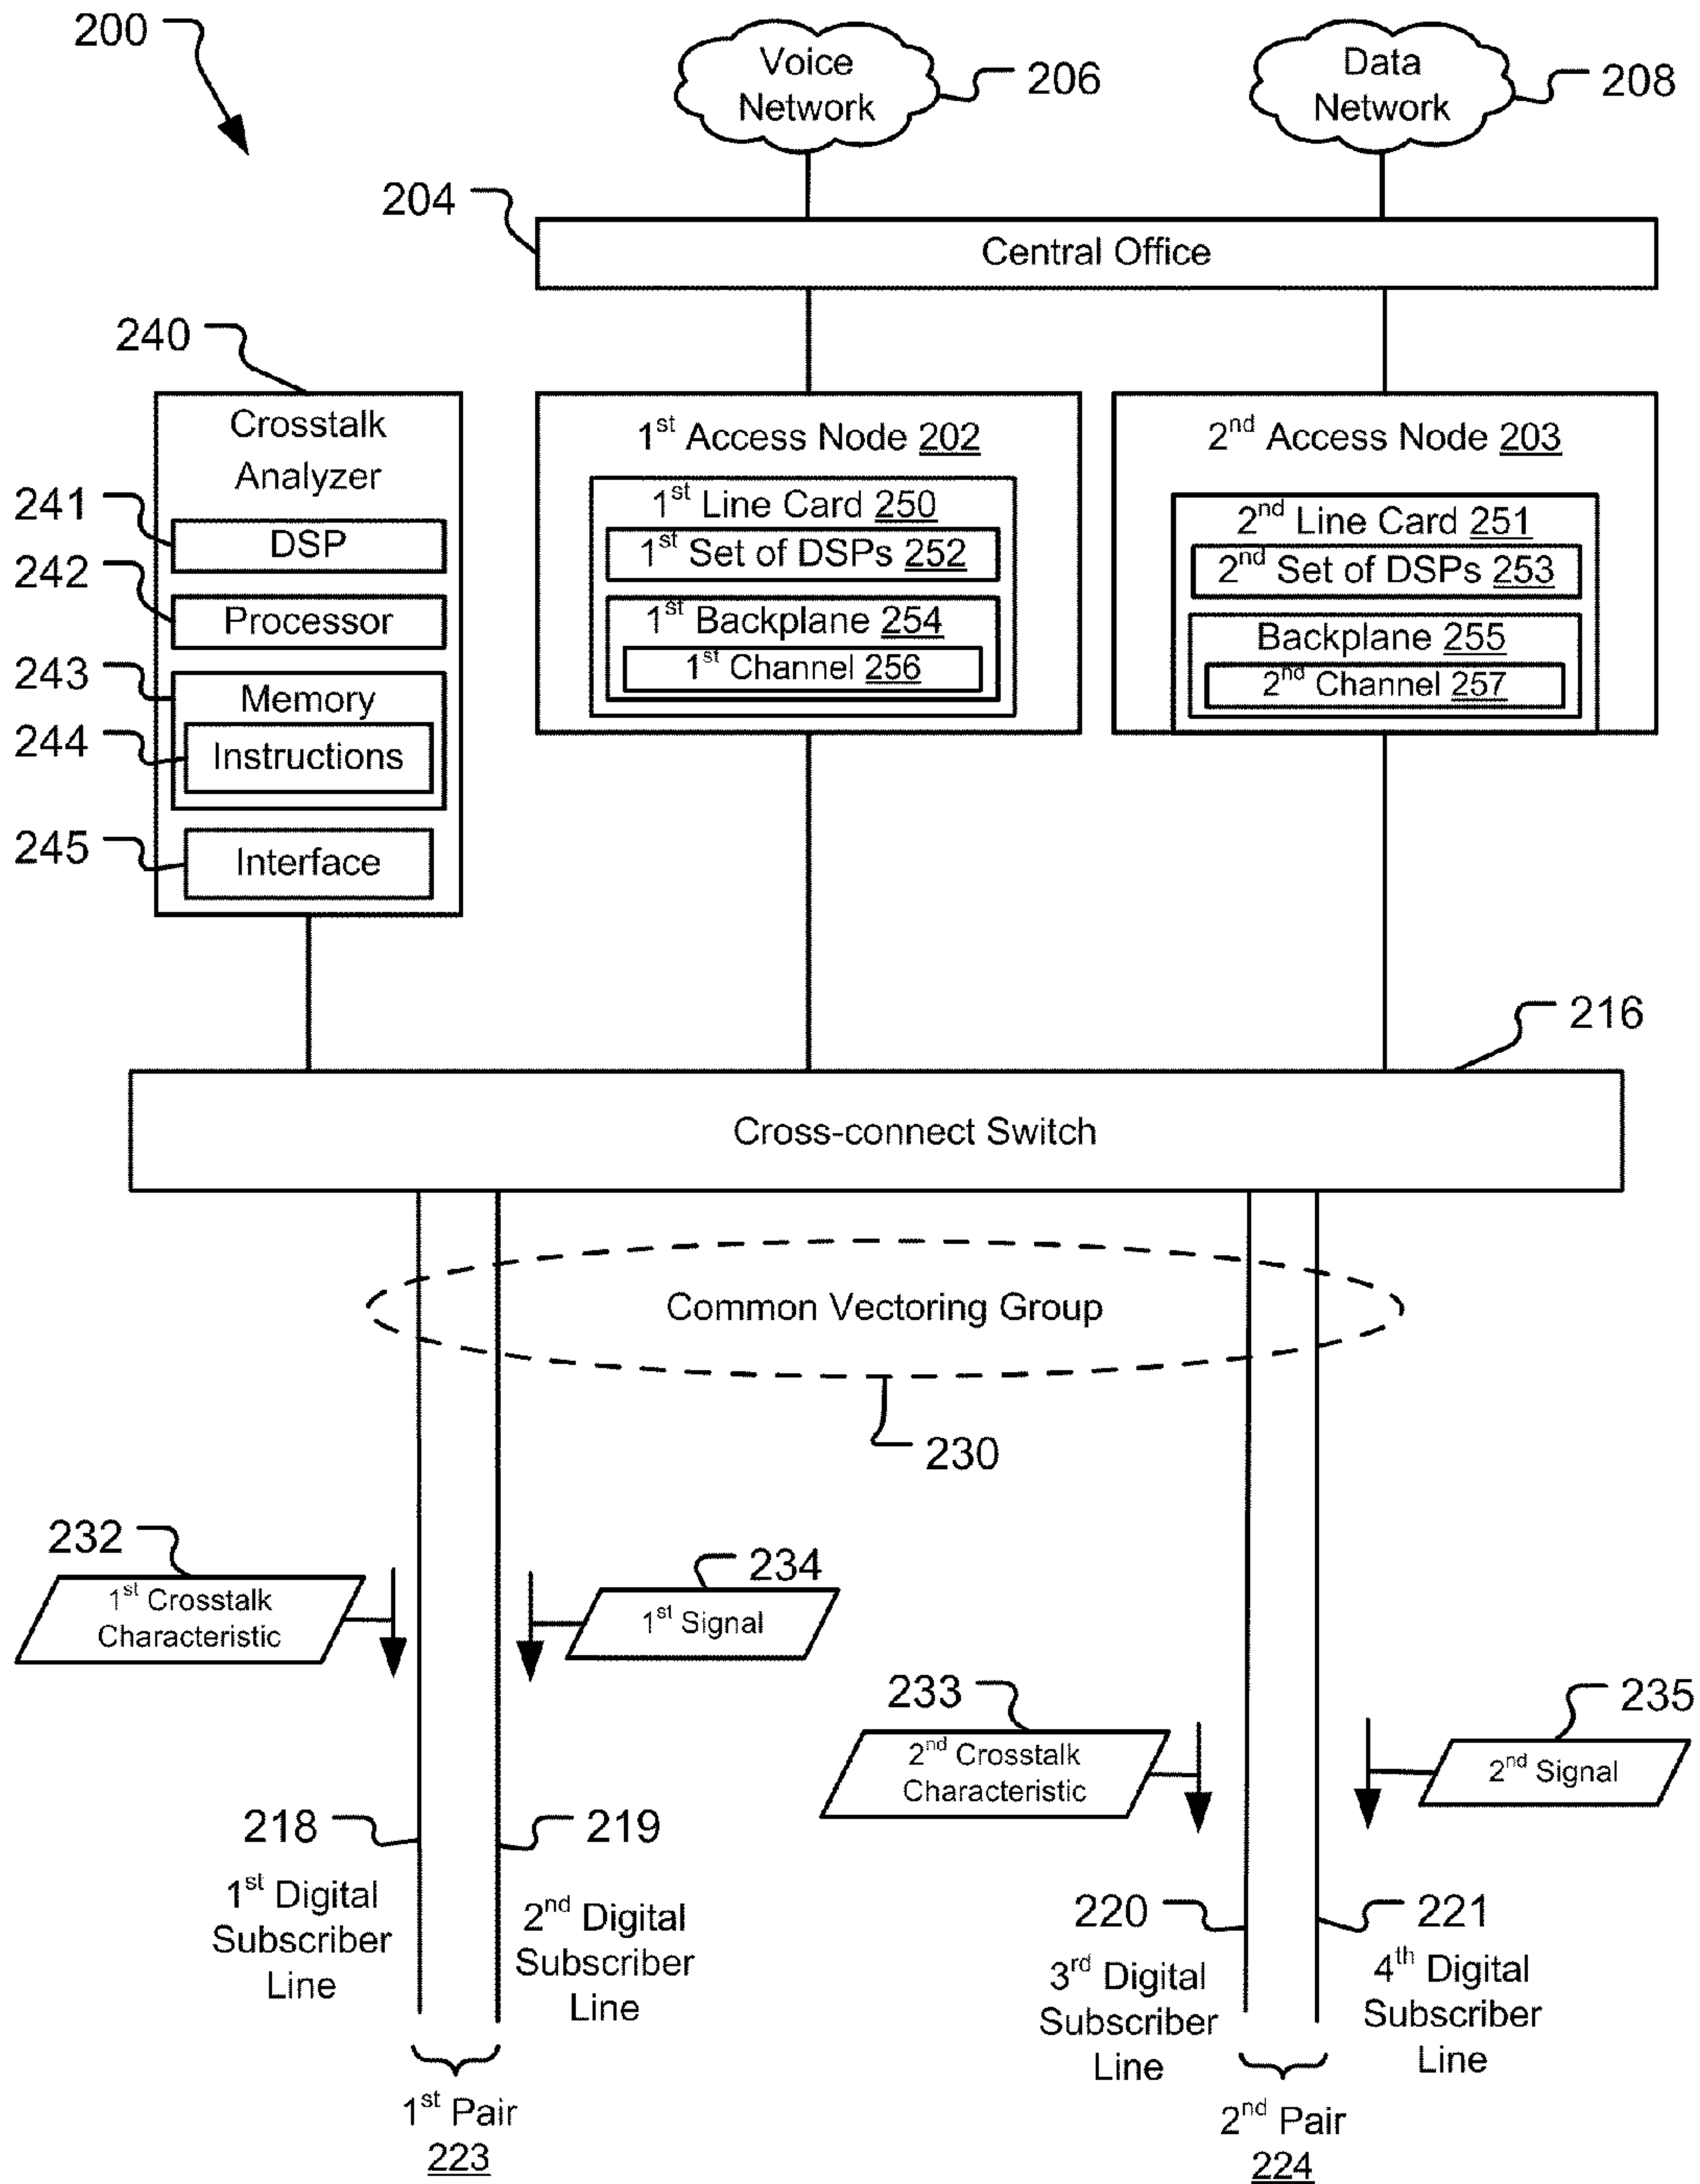 200
Voice
Network
206
Data
Network
208
204
Central Office
240
Crosstalk
Analyzer
241
DSP
242
Processor
243
Memory
244
Instructions
245
Interface
1st Access Node 202
1st Line Card 250
1st Set of DSPs 252
1st Backplane 254
1st Channel 256
2nd Access Node 203
2nd Line Card 251
2nd Set of DSPs 253
Backplane 255
2nd Channel 257
216
Cross-connect Switch
Common Vectoring Group
230
232
1st Crosstalk
Characteristic
234
1st Signal
233
2nd Crosstalk
Characteristic
235
2nd Signal
218
219
1st Digital
Subscriber
Line
2nd Digital
Subscriber
Line
220
221
3rd Digital
Subscriber
Line
4th Digital
Subscriber
Line
1st Pair
223
2nd Pair
224